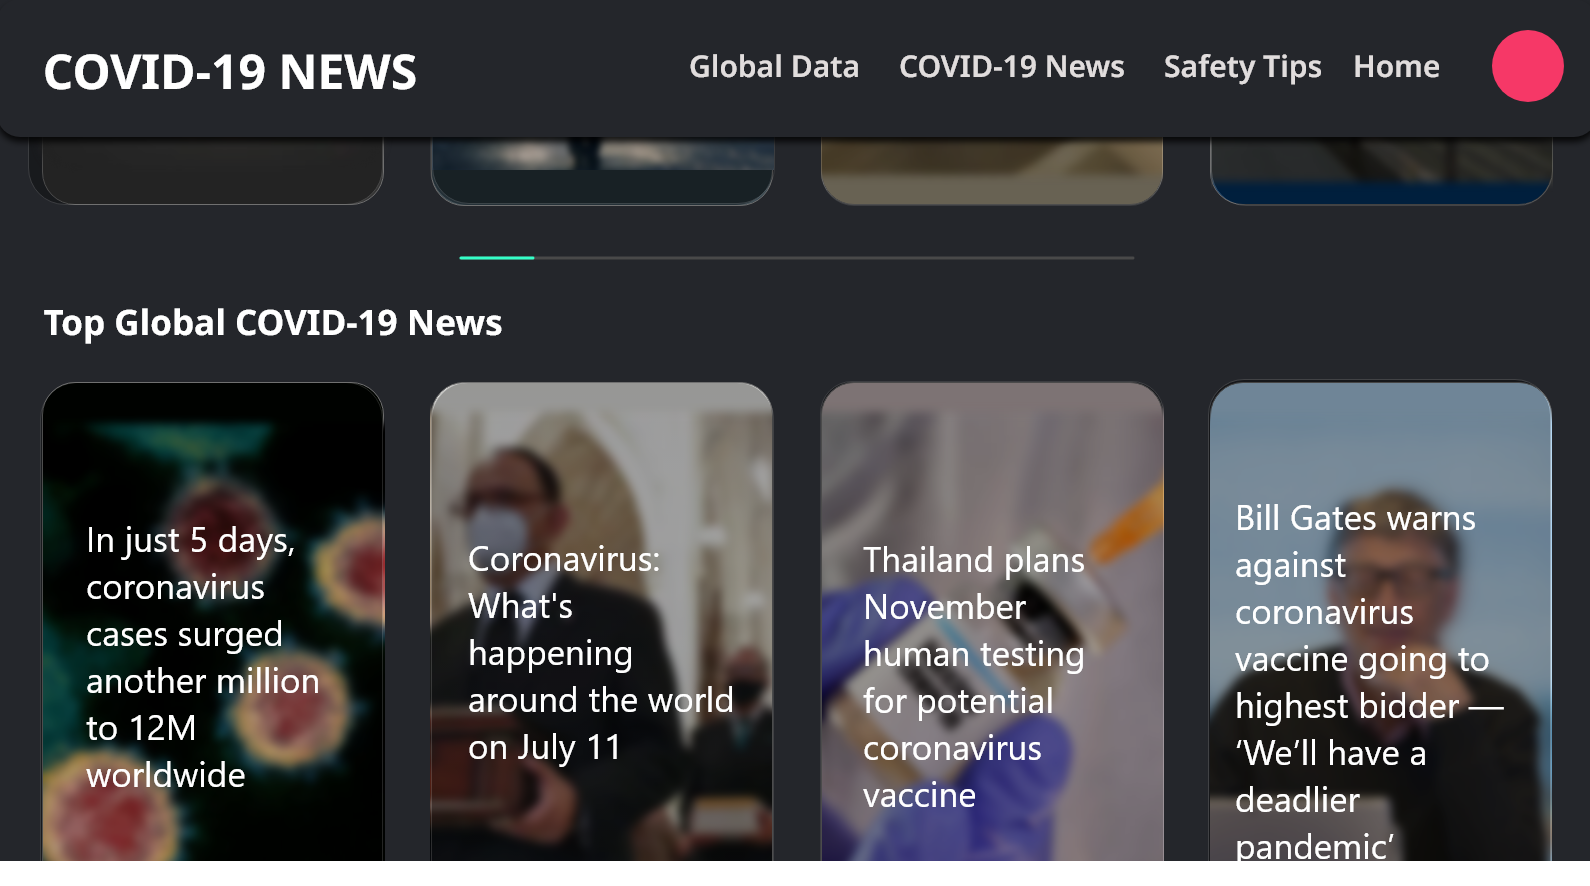 COVID-19 NEWS
Global Data
COVID-19 News
Safety Tips
Home
Top Global COVID-19 News
In just 5 days,
coronavirus
cases surged
another million
to 12M
worldwide
Coronavirus:
What's
happening
around the world
on July 11
Thailand plans
November
human testing
for potential
coronavirus
vaccine
Bill Gates warns
against
coronavirus
vaccine going to
highest bidder —
‘We’ll have a
deadlier
pandemic’